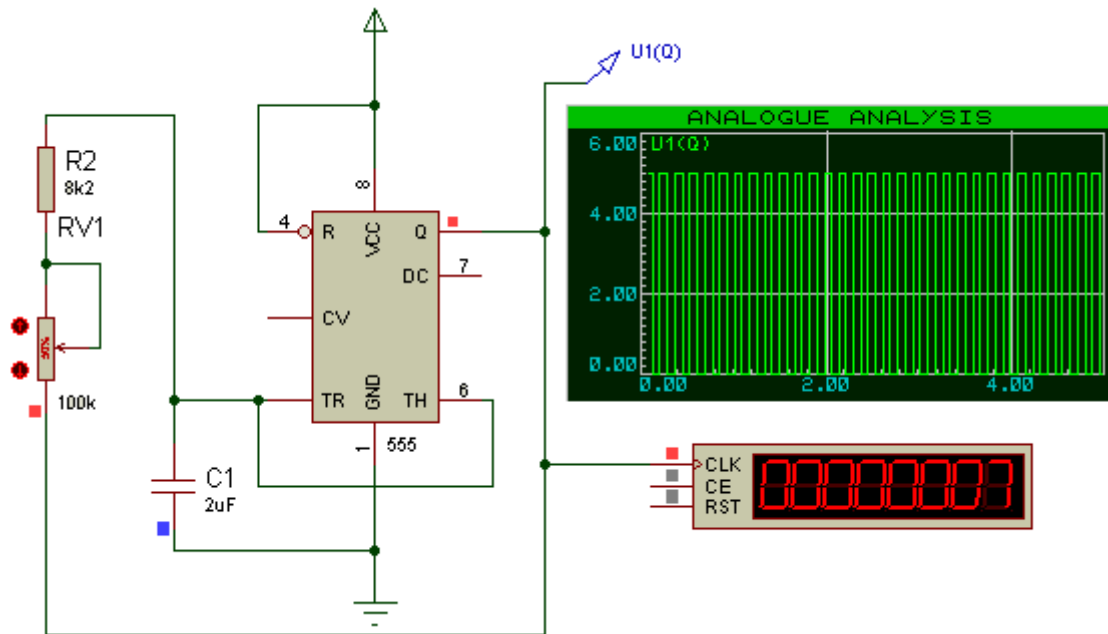 U1(Q)
ANALOGUE ANALYSIS
6.00
U1(Q)
4.00
2.00
0.00
0.00
2.00
4.00
R2
8k2
RV1
100k
C1
2uF
8
4
R
VCC
Q
DC
7
CV
TR
GND
TH
6
1
555
CLK
CE
RST